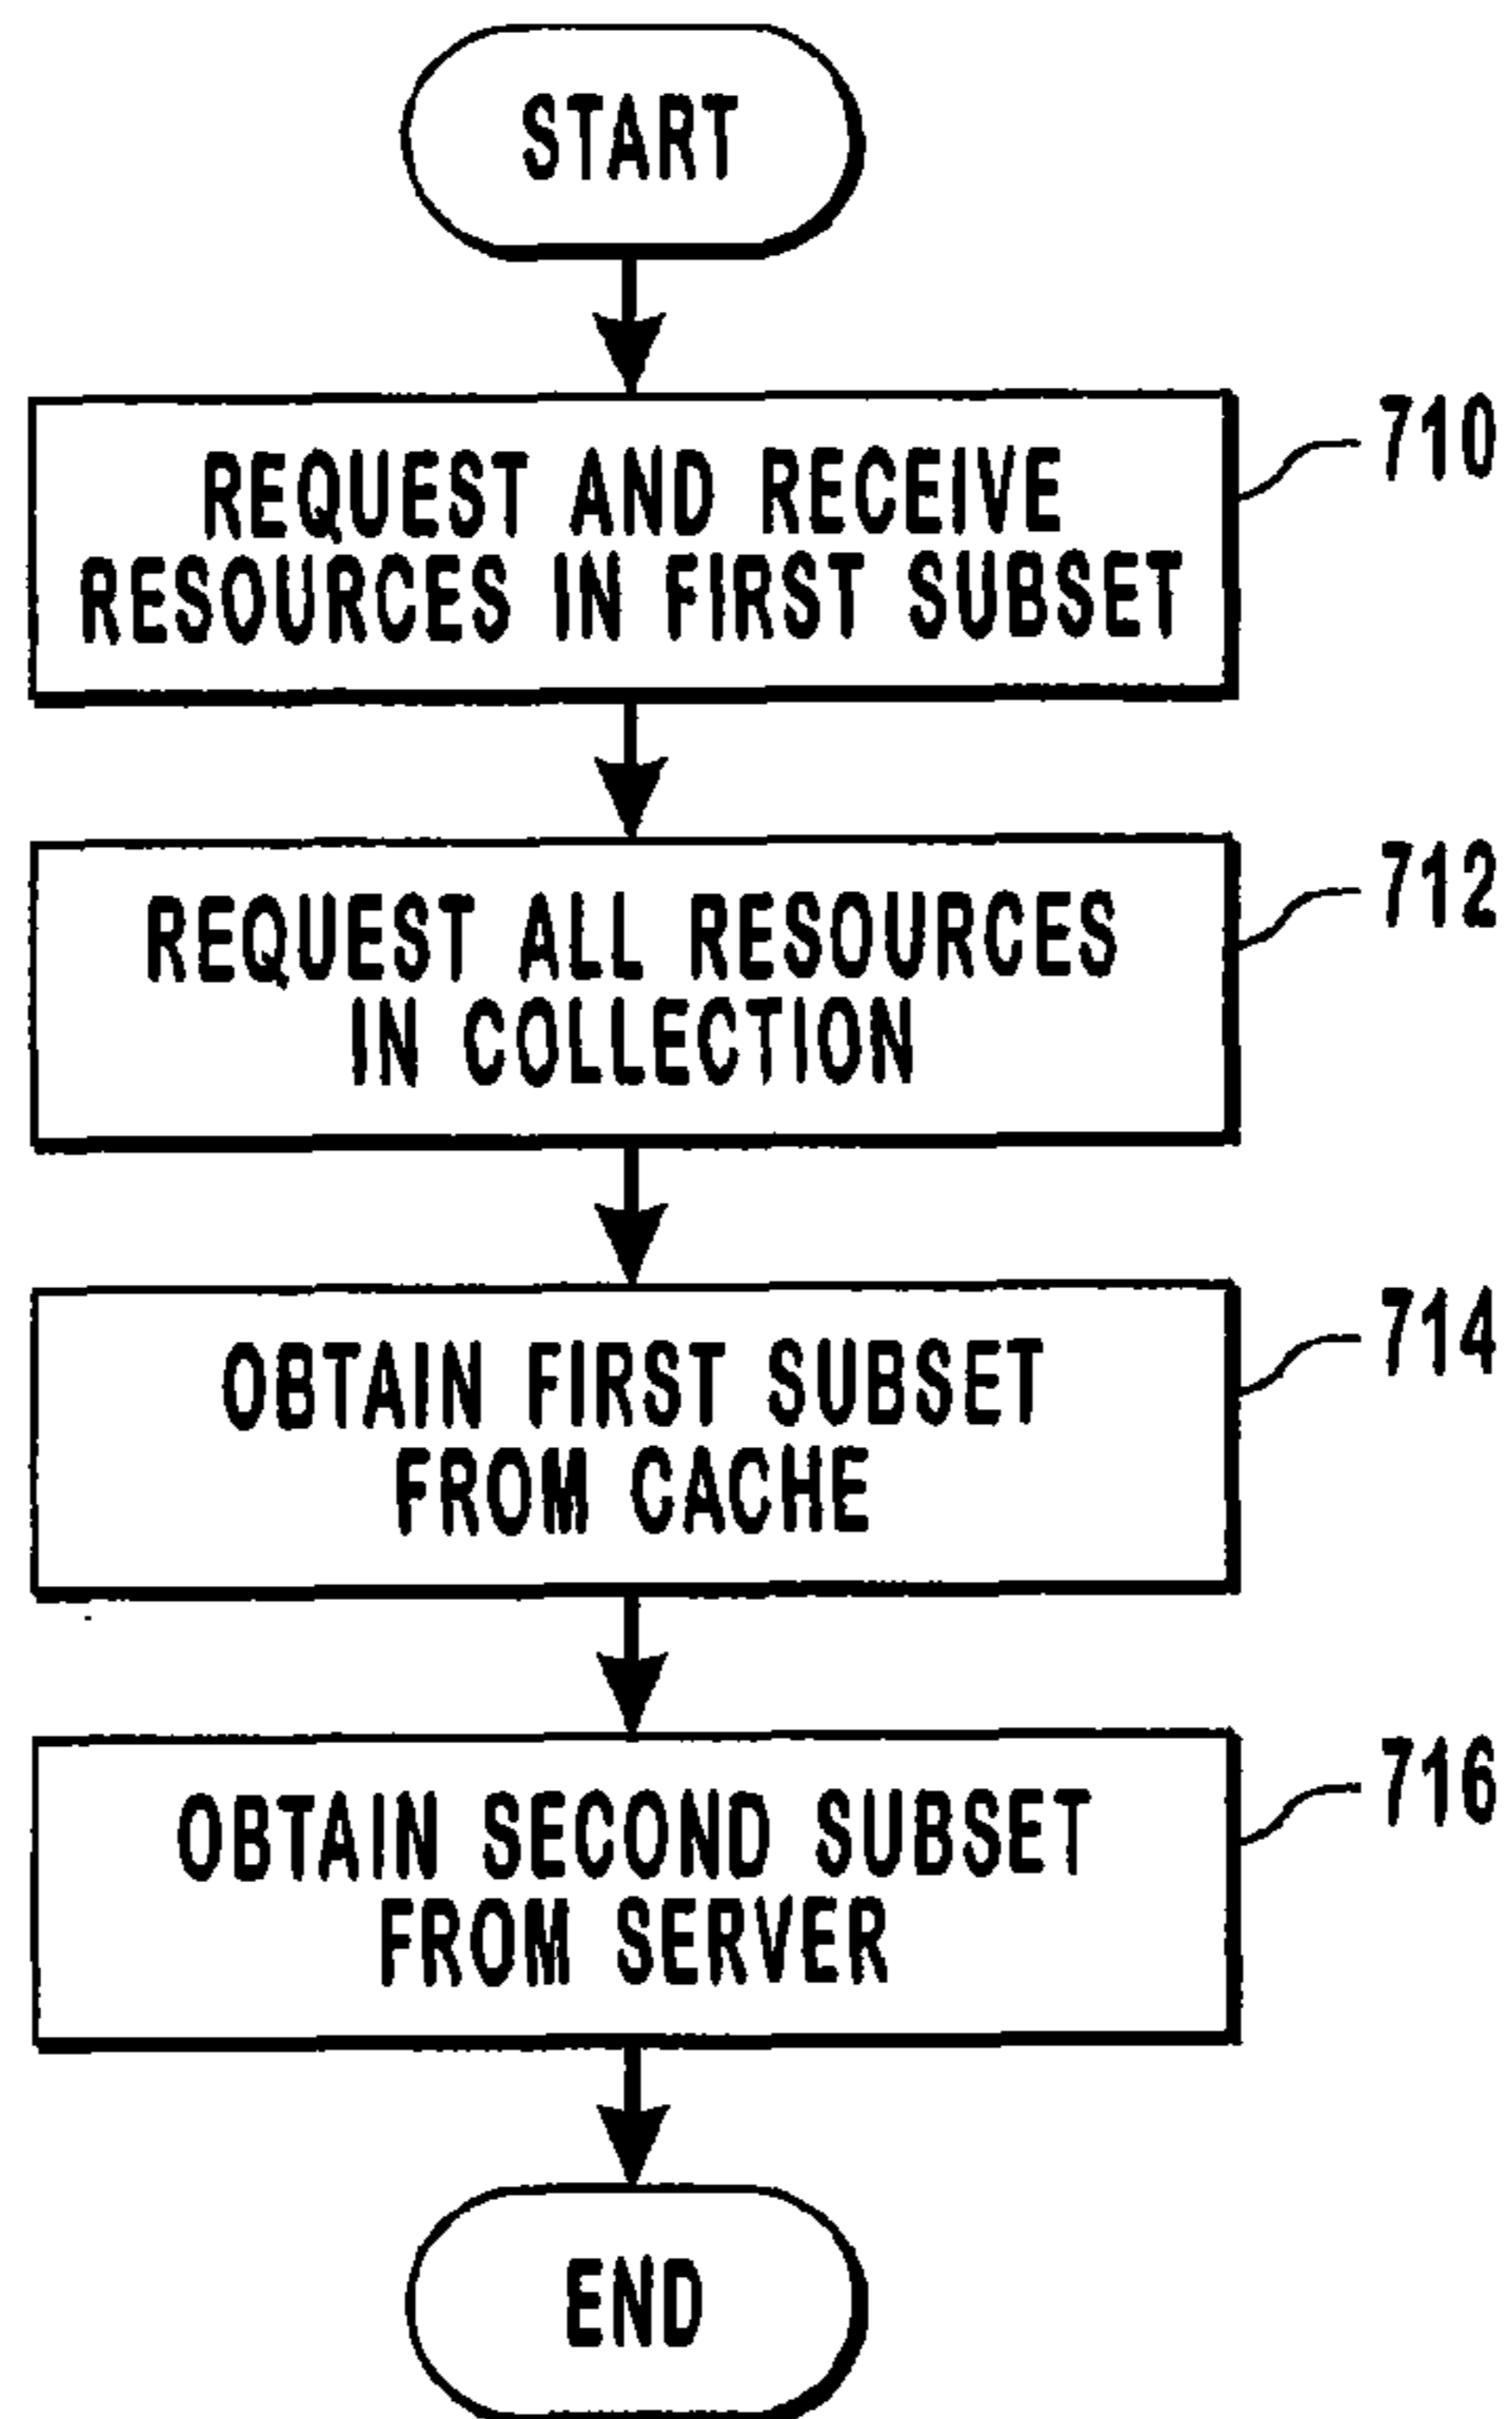 START
REQUEST AND RECEIVE
RESOURCES IN FIRST SUBSET
710
REQUEST ALL RESOURCES
IN COLLECTION
712
OBTAIN FIRST SUBSET
FROM CACHE
714
OBTAIN SECOND SUBSET
FROM SERVER
716
END